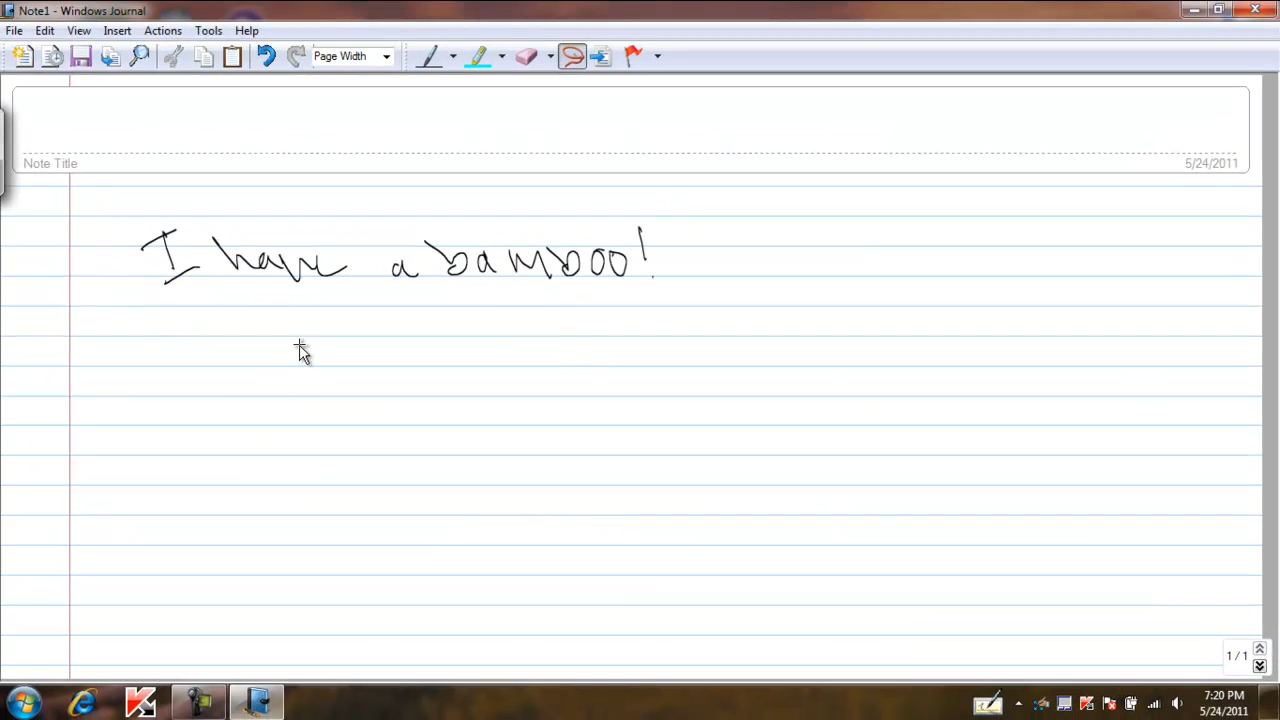 Note1 - Windows Journal
File Edit View Insert Actions Tools Help
Page Width
Note Title 5/24/2011
I have a bamboo!
1 / 1
7:20 PM
5/24/2011